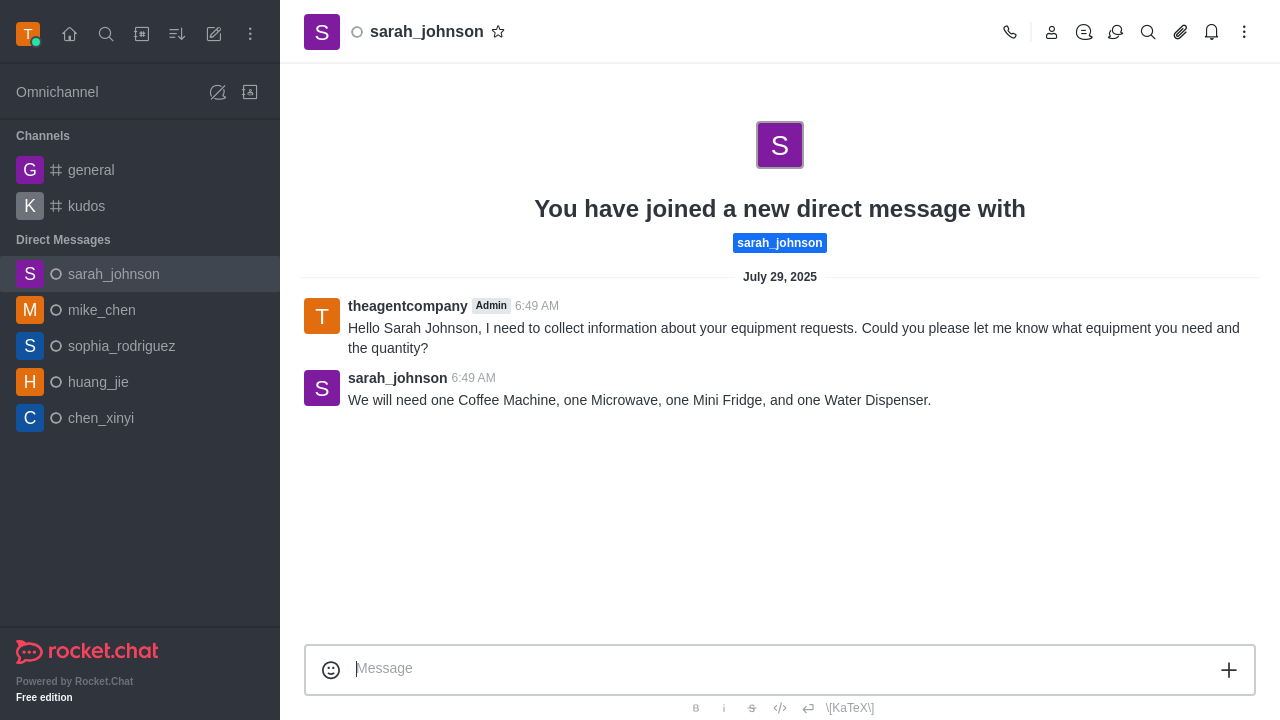 T
Omnichannel
Channels
G general
K kudos
Direct Messages
S sarah_johnson
M mike_chen
S sophia_rodriguez
H huang_jie
C chen_xinyi
rocket.chat
Powered by Rocket.Chat
Free edition
S sarah_johnson
S
You have joined a new direct message with
sarah_johnson
July 29, 2025
T theagentcompany Admin 6:49 AM
Hello Sarah Johnson, I need to collect information about your equipment requests. Could you please let me know what equipment you need and
the quantity?
S sarah_johnson 6:49 AM
We will need one Coffee Machine, one Microwave, one Mini Fridge, and one Water Dispenser.
Message
B i S \[KaTeX\]